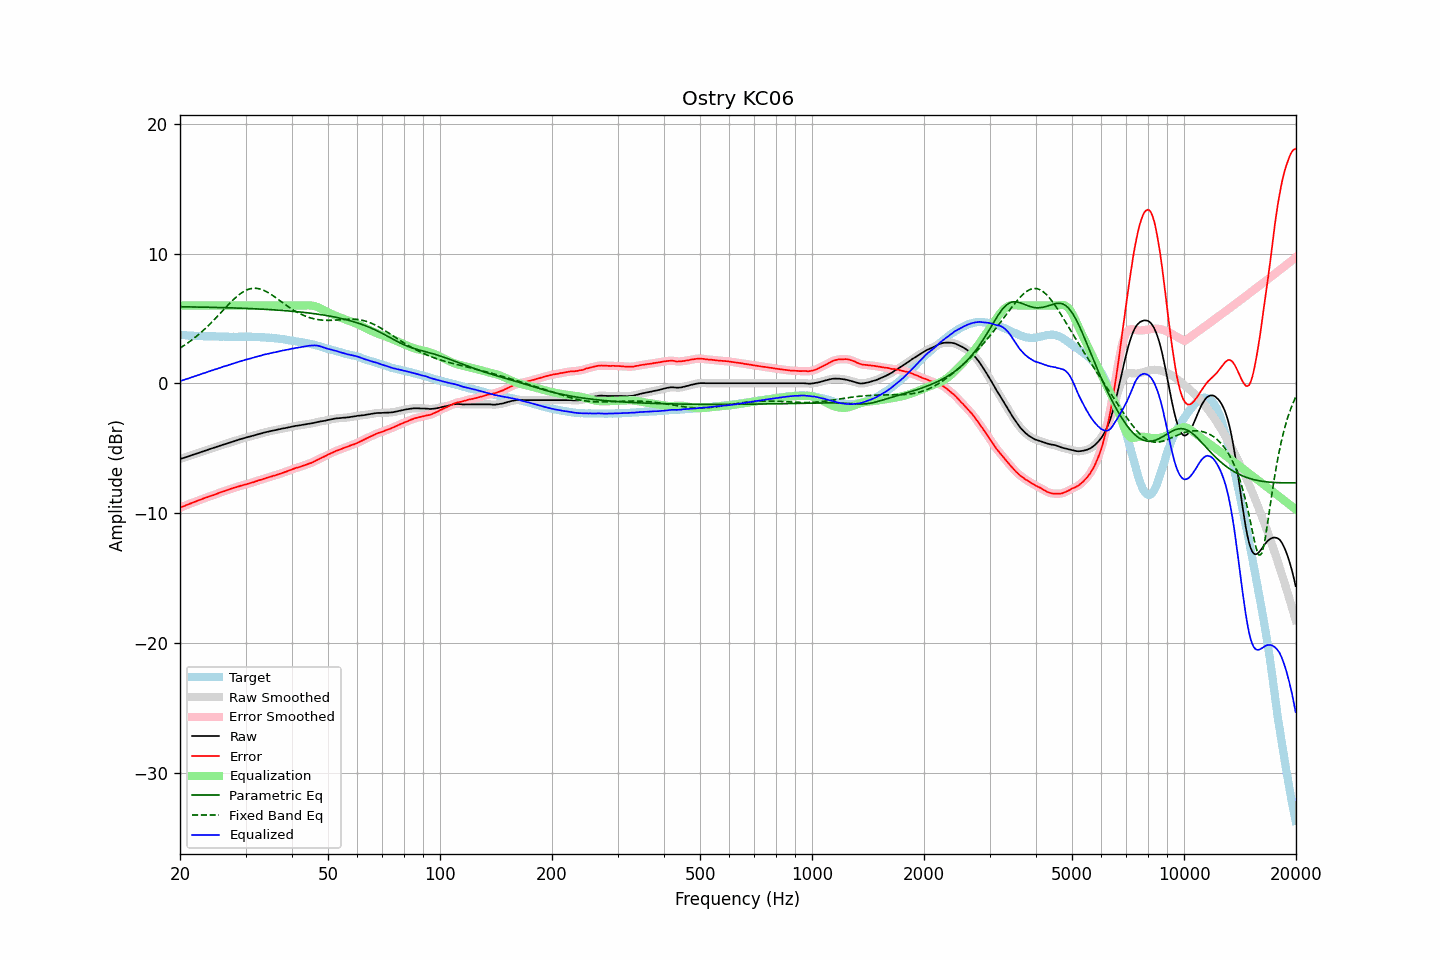 Ostry KC06
Amplitude (dBr)
20
10
0
−10
−20
−30
Target
Raw Smoothed
Error Smoothed
Raw
Error
Equalization
Parametric Eq
Fixed Band Eq
Equalized
20 50 100 200 500 1000 2000 5000 10000 20000
Frequency (Hz)